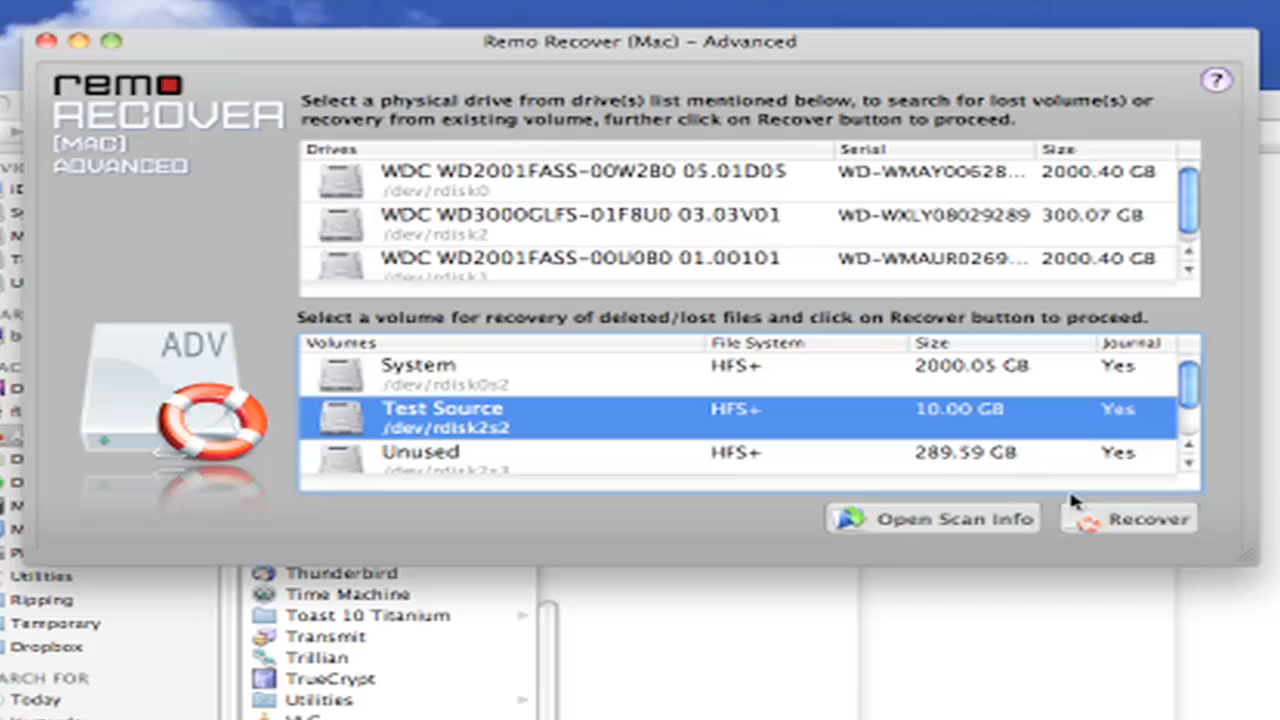 Remo Recover (Mac) – Advanced
remo
RECOVER
[MAC]
ADVANCED
?
Select a physical drive from drive(s) list mentioned below, to search for lost volume(s) or
recovery from existing volume, further click on Recover button to proceed.
Drives Serial Size
WDC WD2001FASS-00W2B0 05.01D05 WD-WMAY00628... 2000.40 GB
/dev/rdisk0
WDC WD3000GLFS-01F8U0 03.03V01 WD-WXLY08029289 300.07 GB
/dev/rdisk2
WDC WD2001FASS-00U0B0 01.00101 WD-WMAUR0269... 2000.40 GB
Select a volume for recovery of deleted/lost files and click on Recover button to proceed.
Volumes File System Size Journal
System HFS+ 2000.05 GB Yes
/dev/rdisk0s2
Test Source HFS+ 10.00 GB Yes
/dev/rdisk2s2
Unused HFS+ 289.59 GB Yes
/dev/rdisk2s3
ADV
Open Scan Info
Recover
Utilities
Ripping
Temporary
Dropbox
ARCH FOR
Today
Thunderbird
Time Machine
Toast 10 Titanium
Transmit
Trillian
TrueCrypt
Utilities